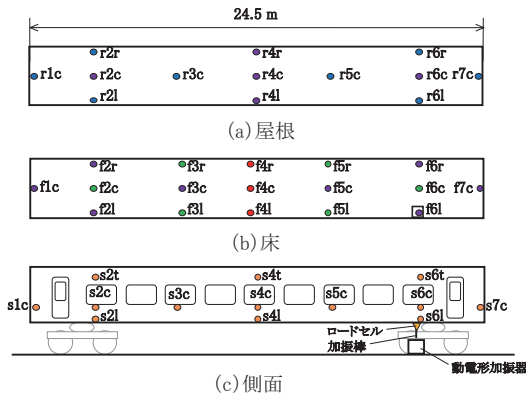 24.5 m
r2r r4r r6r
r1c r2c r3c r4c r5c r6c r7c
r2l r4l r6l
(a)屋根
f2r f3r f4r f5r f6r
f1c f2c f3c f4c f5c f6c f7c
f2l f3l f4l f5l f6l
(b)床
s2t s4t s6t
s2c s3c s4c s5c s6c
s1c s7c
s2l s4l s6l
ロードセル
加振棒
動電形加振器
(c)側面